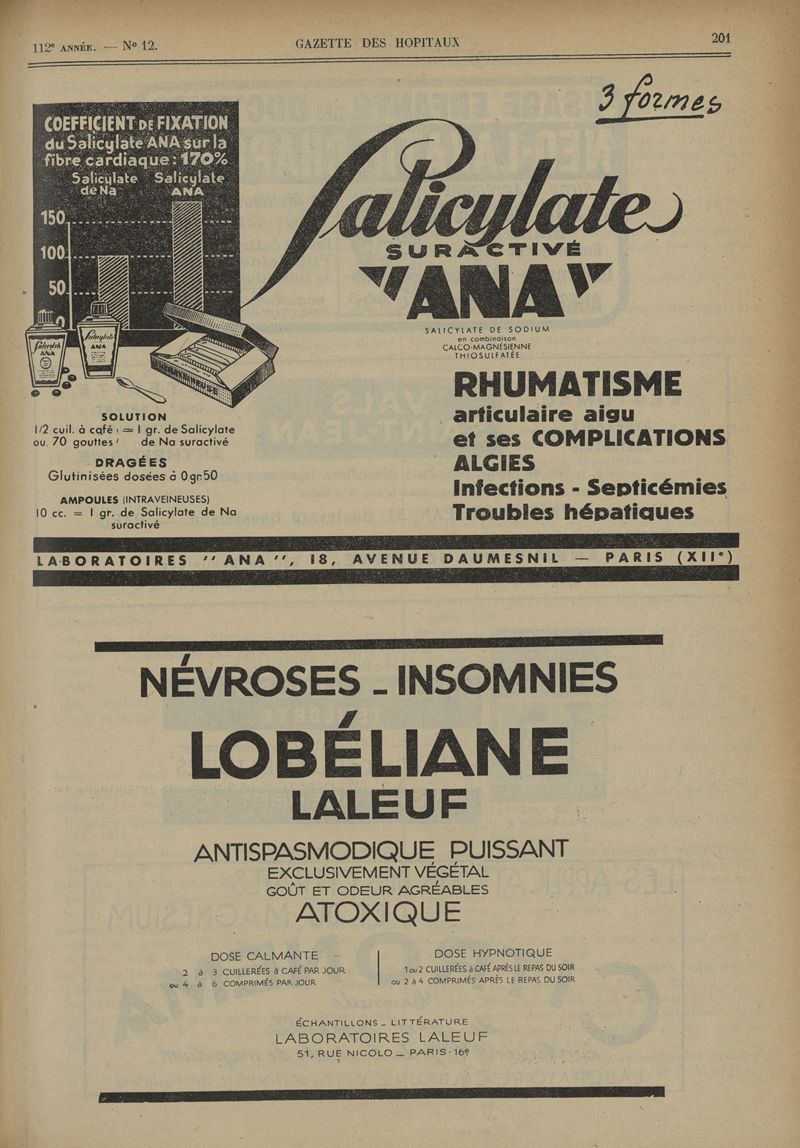 112e ANNÉE. — No 12.
GAZETTE DES HOPITAUX
201
COEFFICIENT DE FIXATION
du Salicylate ANA sur la
fibre cardiaque : 170%
Salicylate Salicylate
de Na ANA
150
100
50
0
Salicylate
ANA
Salicylate
ANA
3 formes
Salicylate
SURACTIVÉ
"ANA"
SALICYLATE DE SODIUM
en combinaison
CALCO-MAGNÉSIENNE
THIOSULFATÉE
RHUMATISME
articulaire aigu
et ses COMPLICATIONS
ALGIES
Infections - Septicémies
Troubles hépatiques
SOLUTION
1/2 cuil. à café = 1 gr. de Salicylate
ou 70 gouttes de Na suractivé
DRAGÉES
Glutinisées dosées à 0gr.50
AMPOULES (INTRAVEINEUSES)
10 cc. = 1 gr. de Salicylate de Na
suractivé
LABORATOIRES "ANA", 18, AVENUE DAUMESNIL — PARIS (XIIe)
NÉVROSES - INSOMNIES
LOBÉLIANE
LALEUF
ANTISPASMODIQUE PUISSANT
EXCLUSIVEMENT VÉGÉTAL
GOÛT ET ODEUR AGRÉABLES
ATOXIQUE
DOSE CALMANTE
2 à 3 CUILLERÉES à CAFÉ PAR JOUR
ou 4 à 6 COMPRIMÉS PAR JOUR
DOSE HYPNOTIQUE
1 ou 2 CUILLERÉES à CAFÉ APRÈS LE REPAS DU SOIR
ou 2 à 4 COMPRIMÉS APRÈS LE REPAS DU SOIR
ÉCHANTILLONS - LITTÉRATURE
LABORATOIRES LALEUF
51, RUE NICOLO - PARIS-16e